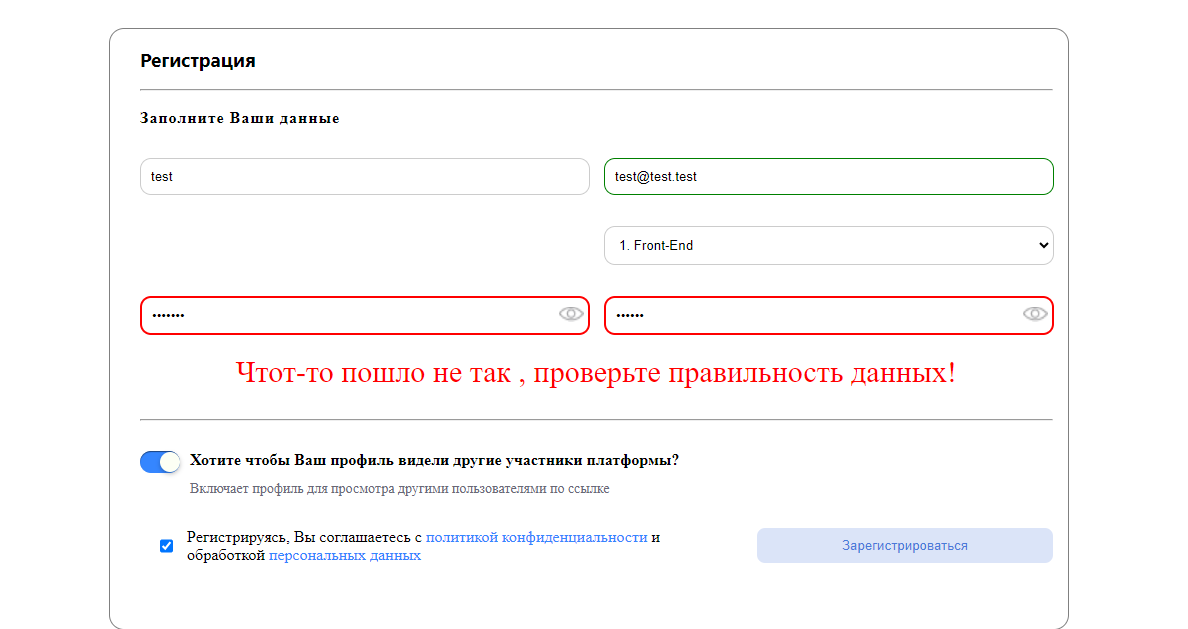 Регистрация
Заполните Ваши данные
test
test@test.test
1. Front-End
•••••••
••••••
Чтот-то пошло не так , проверьте правильность данных!
Хотите чтобы Ваш профиль видели другие участники платформы?
Включает профиль для просмотра другими пользователями по ссылке
Регистрируясь, Вы соглашаетесь с политикой конфиденциальности и
обработкой персональных данных
Зарегистрироваться